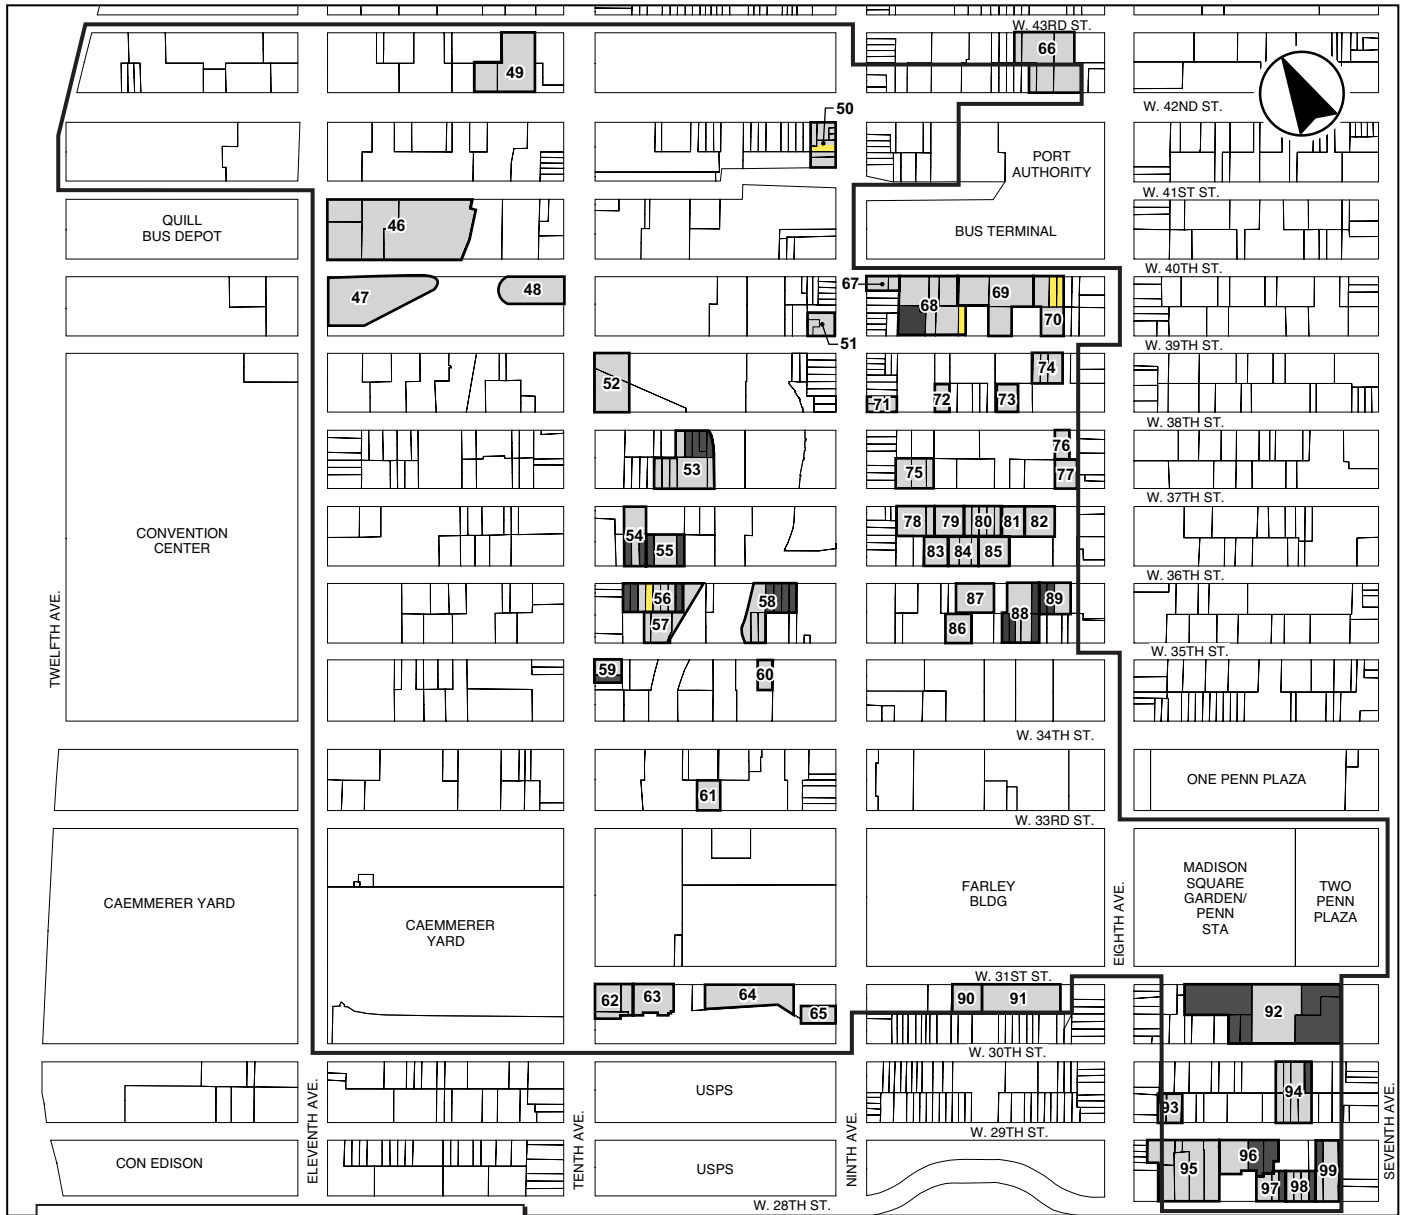 W. 43RD ST.
66
49
W. 42ND ST.
50
PORT
AUTHORITY
W. 41ST ST.
QUILL
BUS DEPOT
46
BUS TERMINAL
W. 40TH ST.
47
48
67
68
69
70
51
W. 39TH ST.
52
74
71
72
73
W. 38TH ST.
53
75
76
77
W. 37TH ST.
CONVENTION
CENTER
54
55
78
79
80
81
82
83
84
85
W. 36TH ST.
TWELFTH AVE.
56
57
58
87
88
89
86
W. 35TH ST.
59
60
W. 34TH ST.
61
ONE PENN PLAZA
W. 33RD ST.
CAEMMERER YARD
CAEMMERER
YARD
FARLEY
BLDG
EIGHTH AVE.
MADISON
SQUARE
GARDEN/
PENN
STA
TWO
PENN
PLAZA
W. 31ST ST.
62
63
64
65
90
91
92
W. 30TH ST.
ELEVENTH AVE.
TENTH AVE.
USPS
NINTH AVE.
93
94
SEVENTH AVE.
W. 29TH ST.
CON EDISON
USPS
95
96
97
98
99
W. 28TH ST.